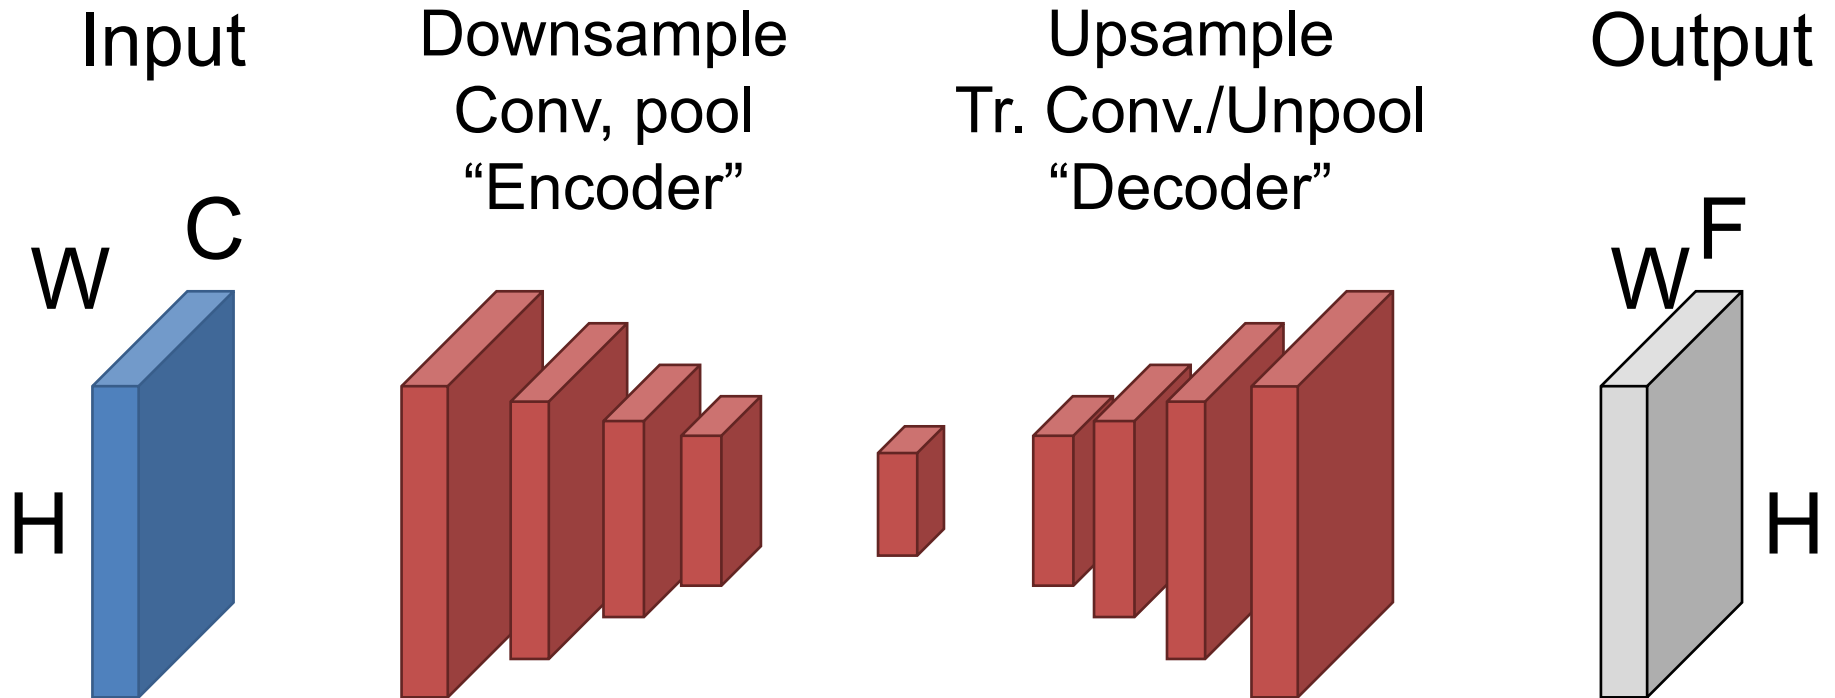 Input
Downsample
Conv, pool
“Encoder”
Upsample
Tr. Conv./Unpool
“Decoder”
Output
W
C
H
W
F
H